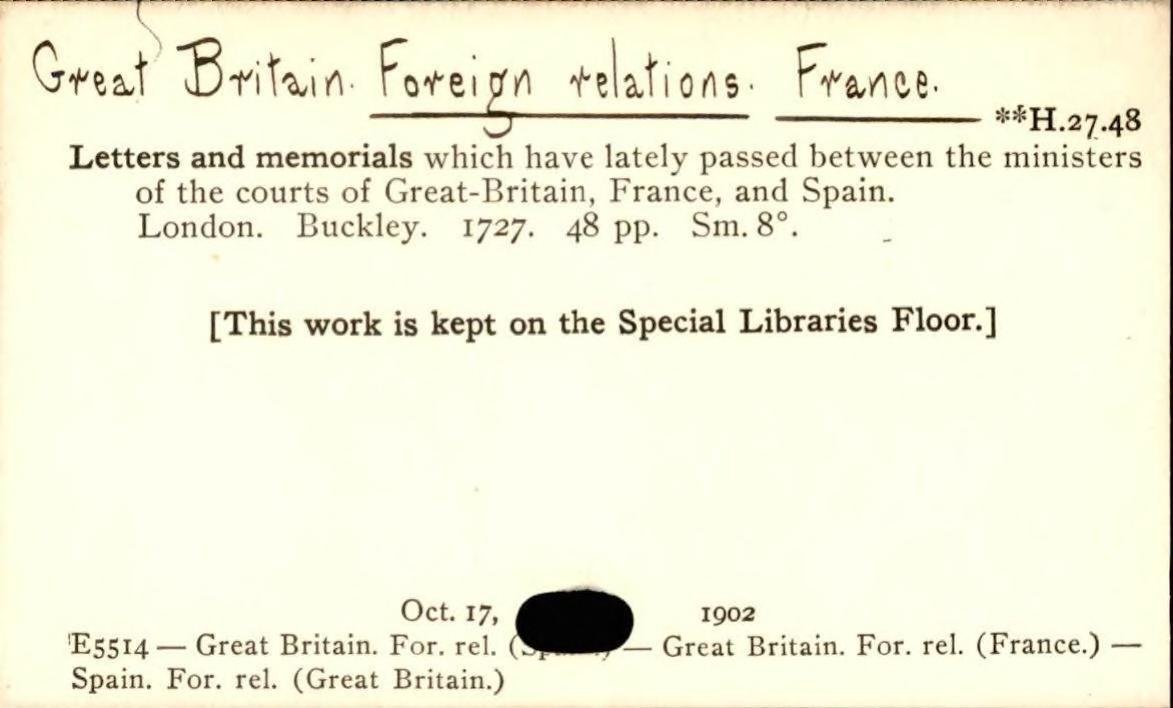 Great Britain. Foreign relations. France.
**H.27.48
Letters and memorials which have lately passed between the ministers
of the courts of Great-Britain, France, and Spain.
London. Buckley. 1727. 48 pp. Sm. 8°.
[This work is kept on the Special Libraries Floor.]
Oct. 17, 1902
E5514 — Great Britain. For. rel. ( — Great Britain. For. rel. (France.) —
Spain. For. rel. (Great Britain.)